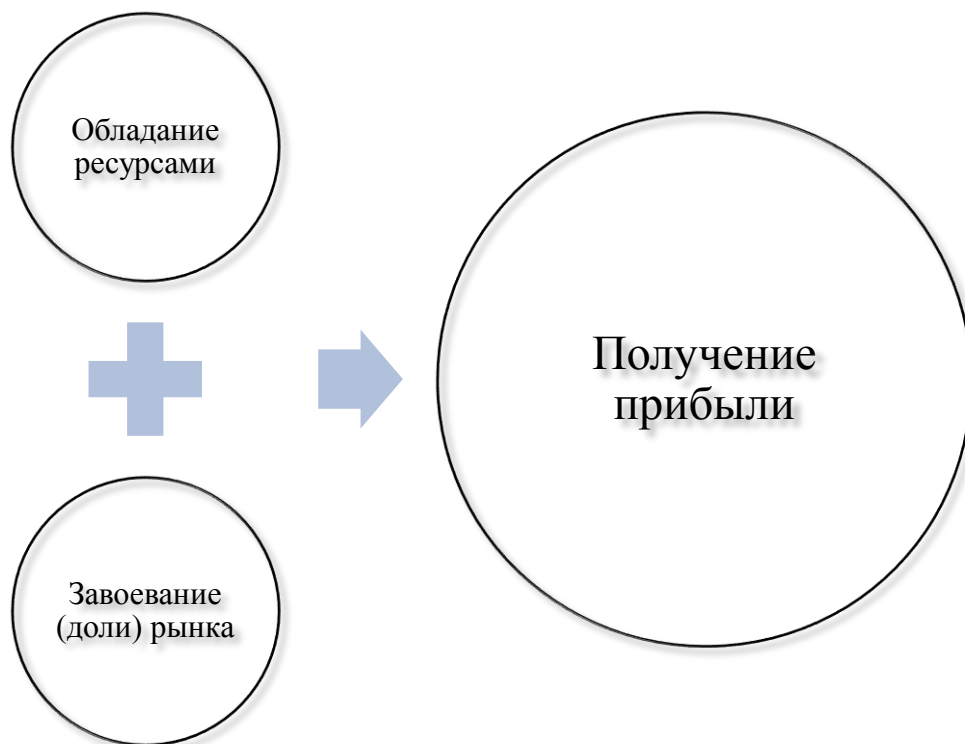 Обладание
ресурсами
Завоевание
(доли) рынка
Получение
прибыли